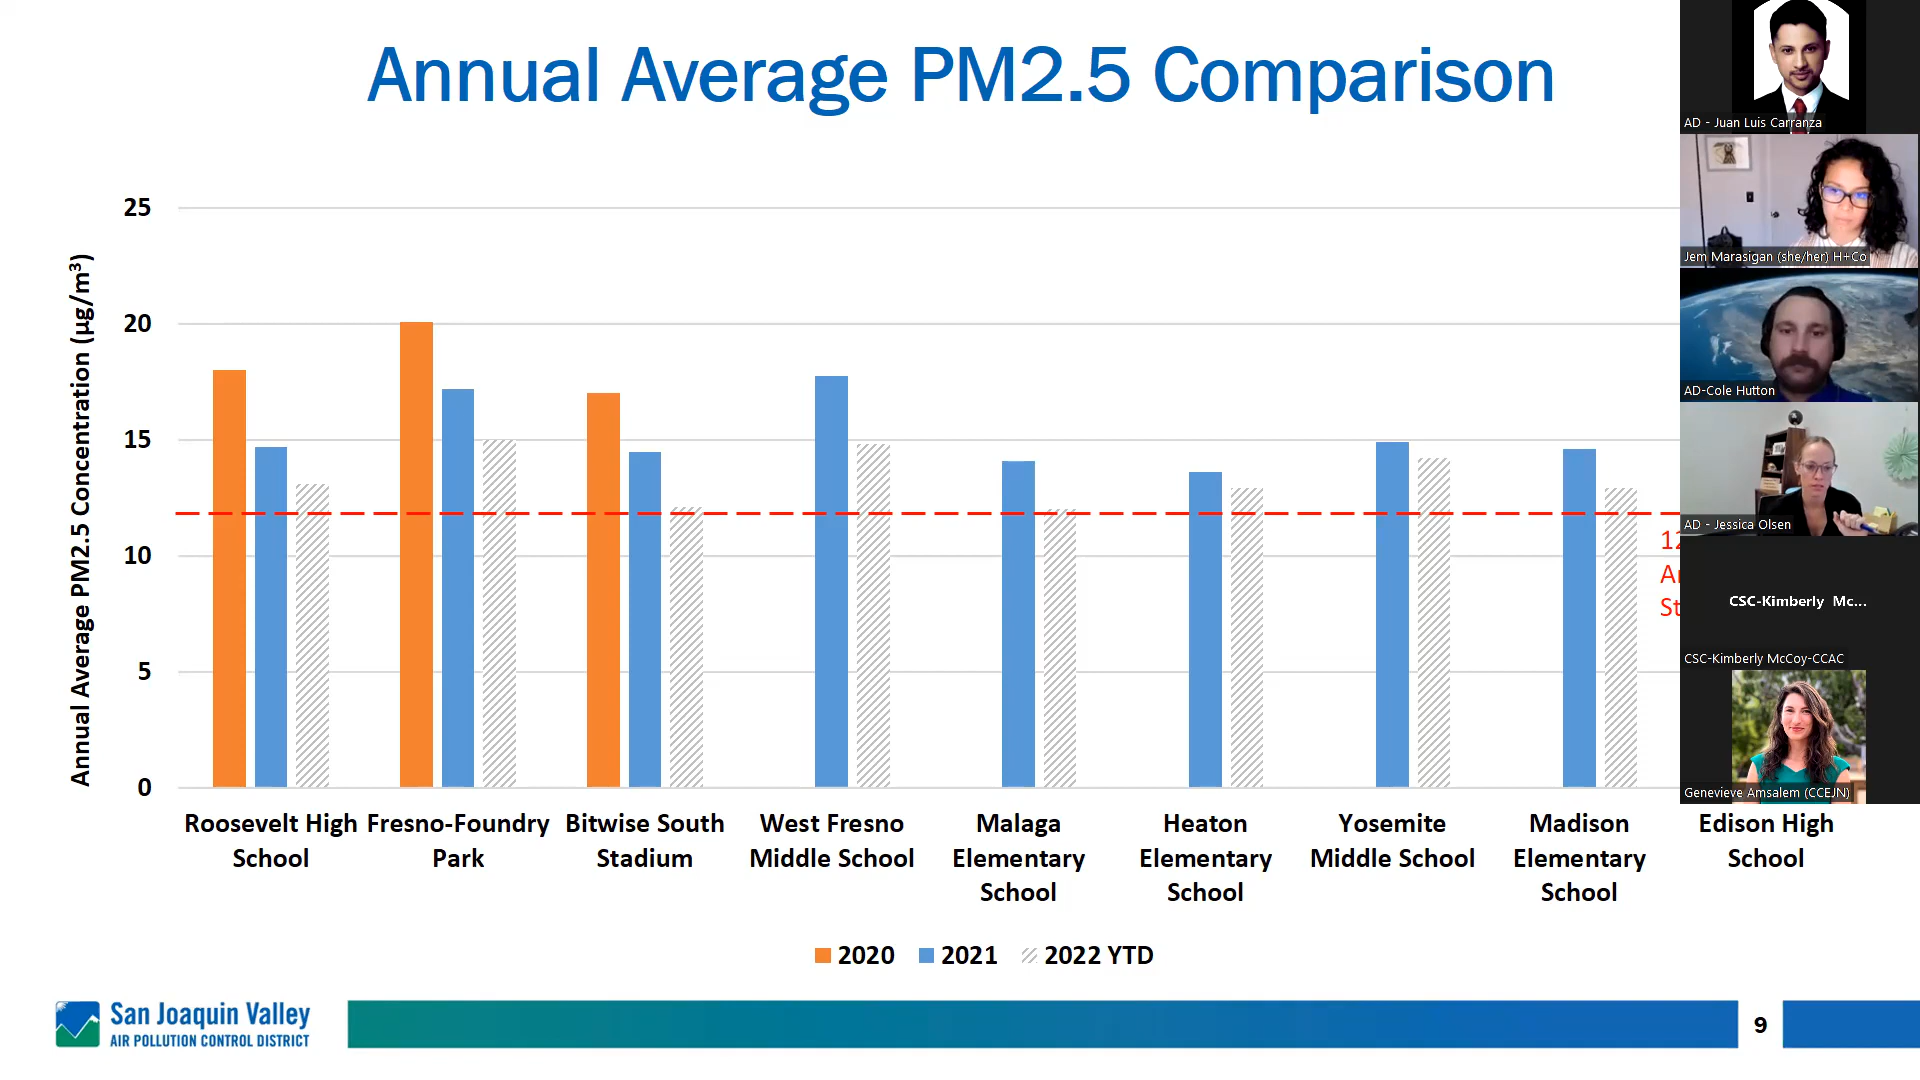 Annual Average PM2.5 Comparison
Annual Average PM2.5 Concentration (µg/m³)
25
20
15
10
5
0
12
Roosevelt High School
Fresno-Foundry Park
Bitwise South Stadium
West Fresno Middle School
Malaga Elementary School
Heaton Elementary School
Yosemite Middle School
Madison Elementary School
Edison High School
2020
2021
2022 YTD
San Joaquin Valley
AIR POLLUTION CONTROL DISTRICT
9
AD - Juan Luis Carranza
Jem Marasigan (she/her) H+Co
AD-Cole Hutton
AD - Jessica Olsen
CSC-Kimberly Mc...
CSC-Kimberly McCoy-CCAC
Genevieve Amsalem (CCEJN)